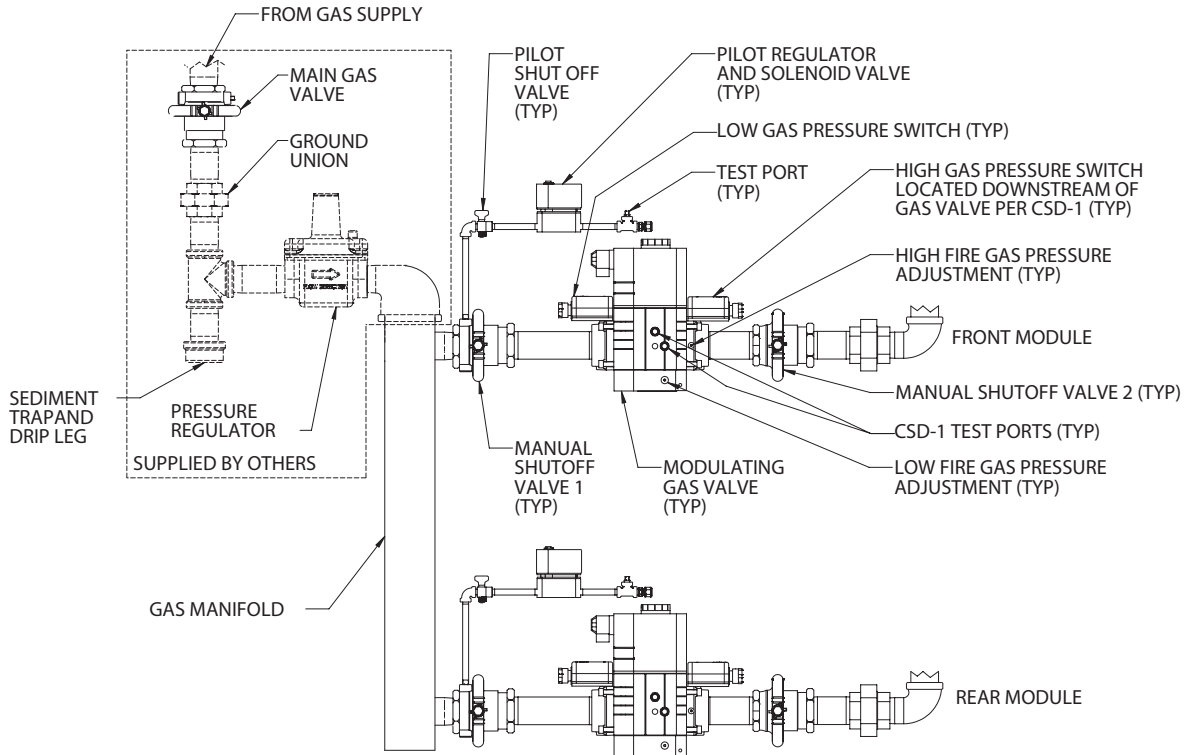 FROM GAS SUPPLY
MAIN GAS
VALVE
GROUND
UNION
PILOT
SHUT OFF
VALVE
(TYP)
PILOT REGULATOR
AND SOLENOID VALVE
(TYP)
LOW GAS PRESSURE SWITCH (TYP)
TEST PORT
(TYP)
HIGH GAS PRESSURE SWITCH
LOCATED DOWNSTREAM OF
GAS VALVE PER CSD-1 (TYP)
HIGH FIRE GAS PRESSURE
ADJUSTMENT (TYP)
FRONT MODULE
MANUAL SHUTOFF VALVE 2 (TYP)
CSD-1 TEST PORTS (TYP)
LOW FIRE GAS PRESSURE
ADJUSTMENT (TYP)
SEDIMENT
TRAPAND
DRIP LEG
PRESSURE
REGULATOR
SUPPLIED BY OTHERS
MANUAL
SHUTOFF
VALVE 1
(TYP)
MODULATING
GAS VALVE
(TYP)
GAS MANIFOLD
REAR MODULE